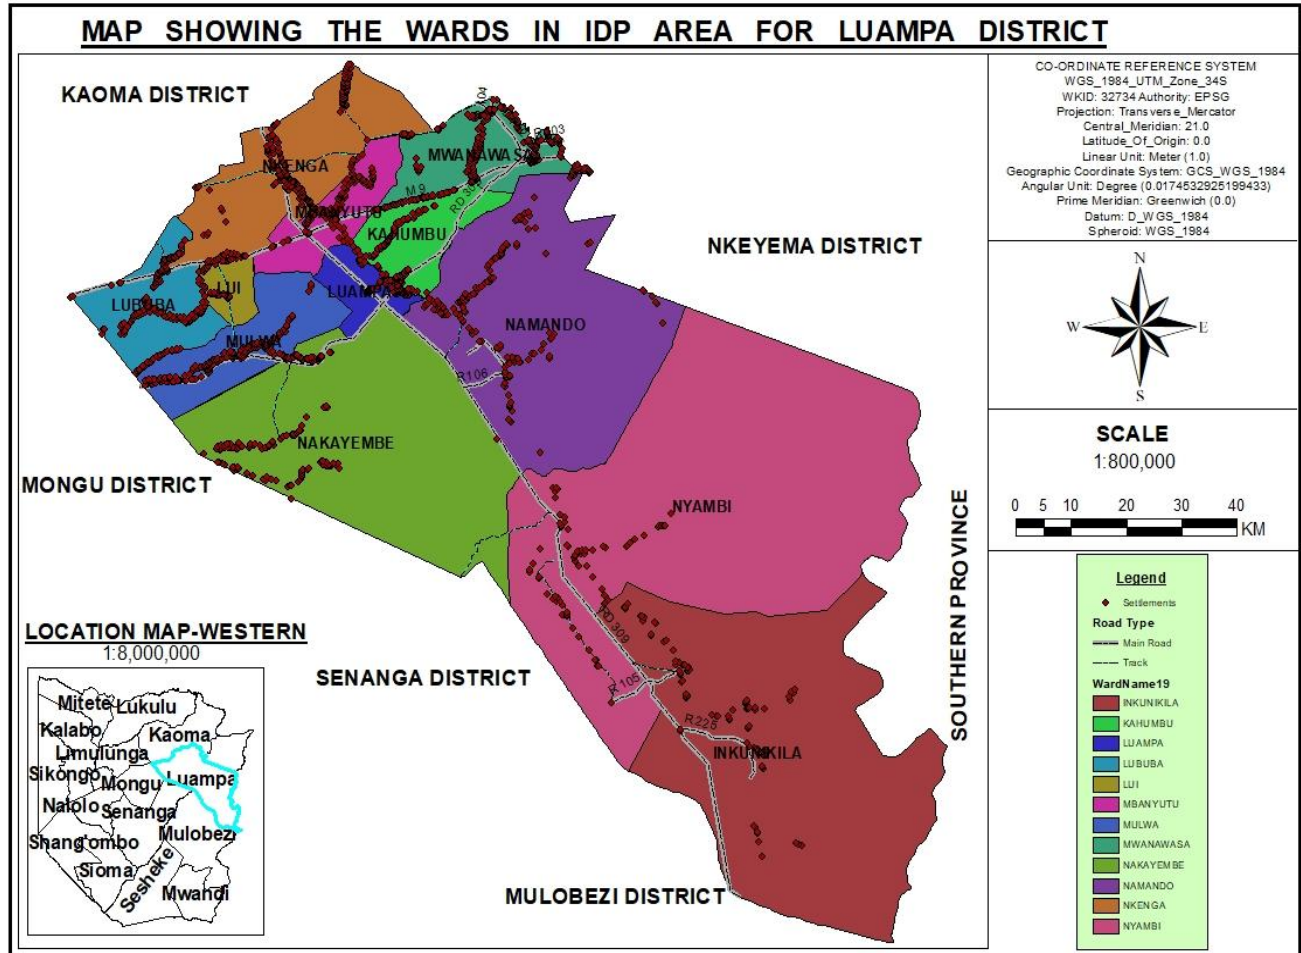 MAP SHOWING THE WARDS IN IDP AREA FOR LUAMPA DISTRICT
KAOMA DISTRICT
NKENGA
MWANAWASA
MBANYUTU
M 9
KAHUMBU
NKEYEMA DISTRICT
LUI
LUBUBA
LUAMPA
MULWA
NAMANDO
R106
NAKAYEMBE
MONGU DISTRICT
NYAMBI
SOUTHERN PROVINCE
RD 309
SENANGA DISTRICT
R105
R225
INKUNIKILA
MULOBEZI DISTRICT
LOCATION MAP-WESTERN
1:8,000,000
Mitete
Lukulu
Kalabo
Kaoma
Limulunga
Sikongo
Mongu
Luampa
Nalolo
Senanga
Mulobezi
Shang'ombo
Sioma
Sesheke
Mwandi
CO-ORDINATE REFERENCE SYSTEM
WGS_1984_UTM_Zone_34S
WKID: 32734 Authority: EPSG
Projection: Transverse_Mercator
Central_Meridian: 21.0
Latitude_Of_Origin: 0.0
Linear Unit: Meter (1.0)
Geographic Coordinate System: GCS_WGS_1984
Angular Unit: Degree (0.0174532925199433)
Prime Meridian: Greenwich (0.0)
Datum: D_WGS_1984
Spheroid: WGS_1984
N
W
E
S
SCALE
1:800,000
0 5 10 20 30 40
KM
Legend
Settlements
Road Type
Main Road
Track
WardName19
INKUNIKILA
KAHUMBU
LUAMPA
LUBUBA
LUI
MBANYUTU
MULWA
MWANAWASA
NAKAYEMBE
NAMANDO
NKENGA
NYAMBI